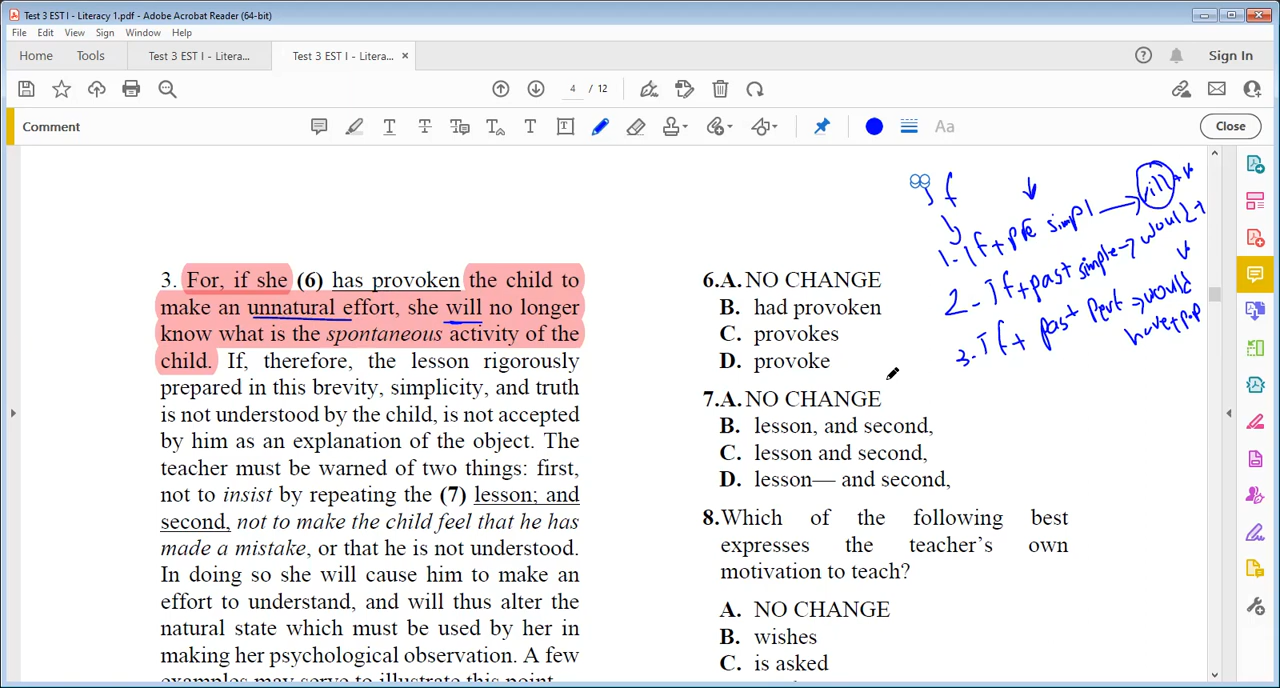 Test 3 EST I - Literacy 1.pdf - Adobe Acrobat Reader (64-bit)
File Edit View Sign Window Help
Home Tools Test 3 EST I - Litera... Test 3 EST I - Litera... × Sign In
4 / 12
Comment Aa Close
if
1- If + pre simpl → will + v
2- If + past simple → would +
v
3. If + past Perf → would
have + p.p
3. For, if she (6) has provoken the child to
make an unnatural effort, she will no longer
know what is the spontaneous activity of the
child. If, therefore, the lesson rigorously
prepared in this brevity, simplicity, and truth
is not understood by the child, is not accepted
by him as an explanation of the object. The
teacher must be warned of two things: first,
not to insist by repeating the (7) lesson; and
second, not to make the child feel that he has
made a mistake, or that he is not understood.
In doing so she will cause him to make an
effort to understand, and will thus alter the
natural state which must be used by her in
making her psychological observation. A few
examples may serve to illustrate this point.
6.A. NO CHANGE
B. had provoken
C. provokes
D. provoke
7.A. NO CHANGE
B. lesson, and second,
C. lesson and second,
D. lesson— and second,
8.Which of the following best
expresses the teacher's own
motivation to teach?
A. NO CHANGE
B. wishes
C. is asked